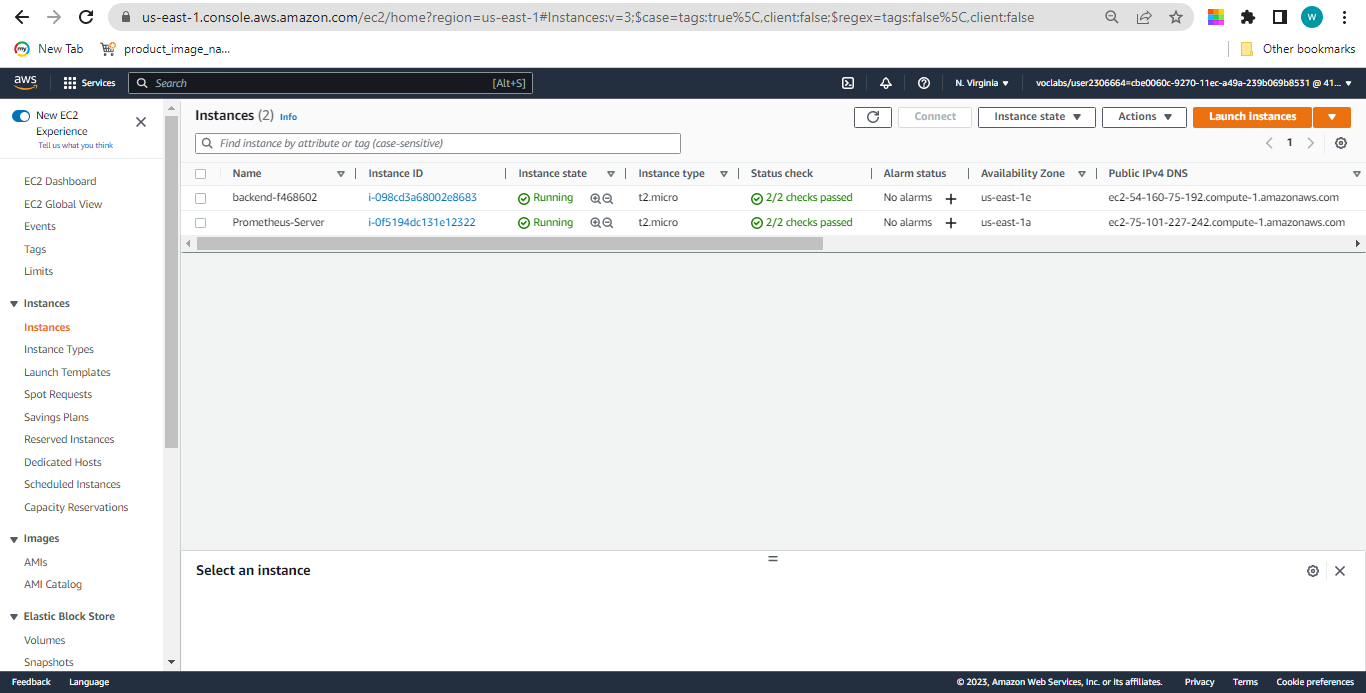 us-east-1.console.aws.amazon.com/ec2/home?region=us-east-1#Instances:v=3;$case=tags:true%5C,client:false;$regex=tags:false%5C,client:false
W
my New Tab product_image_na... Other bookmarks
aws Services Search [Alt+S] N. Virginia voclabs/user2306664=cbe0060c-9270-11ec-a49a-239b069b8531 @ 41...
New EC2 Experience
Tell us what you think
EC2 Dashboard
EC2 Global View
Events
Tags
Limits
Instances
Instances
Instance Types
Launch Templates
Spot Requests
Savings Plans
Reserved Instances
Dedicated Hosts
Scheduled Instances
Capacity Reservations
Images
AMIs
AMI Catalog
Elastic Block Store
Volumes
Snapshots
Instances (2) Info Connect Instance state Actions Launch instances
Find instance by attribute or tag (case-sensitive) 1
Name Instance ID Instance state Instance type Status check Alarm status Availability Zone Public IPv4 DNS
backend-f468602 i-098cd3a68002e8683 Running t2.micro 2/2 checks passed No alarms us-east-1e ec2-54-160-75-192.compute-1.amazonaws.com
Prometheus-Server i-0f5194dc131e12322 Running t2.micro 2/2 checks passed No alarms us-east-1a ec2-75-101-227-242.compute-1.amazonaws.com
Select an instance
Feedback Language © 2023, Amazon Web Services, Inc. or its affiliates. Privacy Terms Cookie preferences